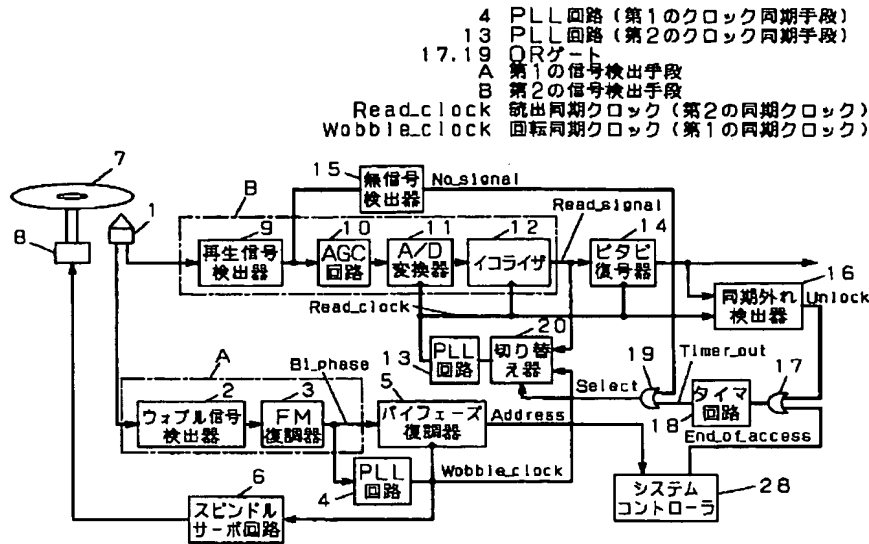 4 PLL回路（第1のクロック同期手段）
13 PLL回路（第2のクロック同期手段）
17.19 ORゲート
A 第1の信号検出手段
B 第2の信号検出手段
Read_clock 読出同期クロック（第2の同期クロック）
Wobble_clock 回転同期クロック（第1の同期クロック）
7
8
1
15
無信号
検出器
No_signal
B
9
再生信号
検出器
10
AGC
回路
11
A/D
変換器
12
イコライザ
Read_signal
14
ビタビ
復号器
16
同期外れ
検出器
Unlock
Read_clock
13
PLL
回路
20
切り替
え器
Select
19
Timer_out
18
タイマ
回路
17
End_of_access
A
Bi_phase
2
ウォブル信号
検出器
3
FM
復調器
5
バイフェーズ
復調器
Address
4
PLL
回路
Wobble_clock
6
スピンドル
サーボ回路
システム
コントローラ
28